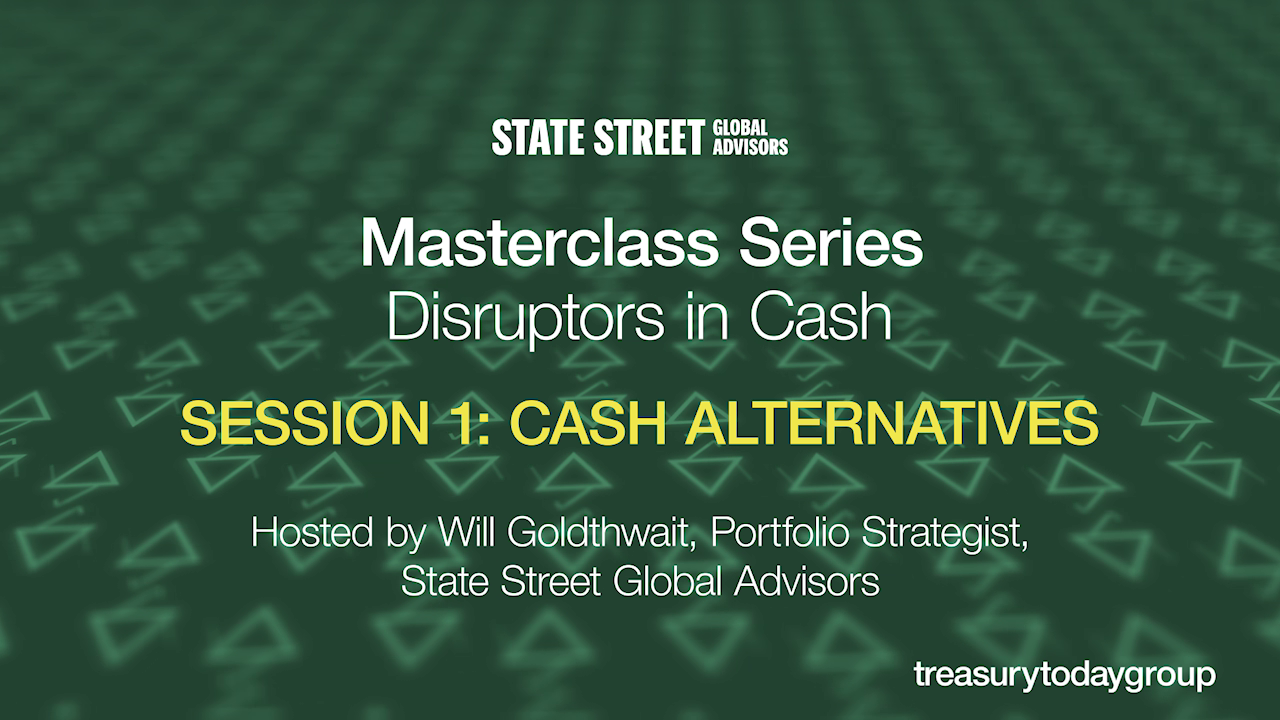 STATE STREET GLOBAL ADVISORS
Masterclass Series
Disruptors in Cash
SESSION 1: CASH ALTERNATIVES
Hosted by Will Goldthwait, Portfolio Strategist,
State Street Global Advisors
treasurytodaygroup